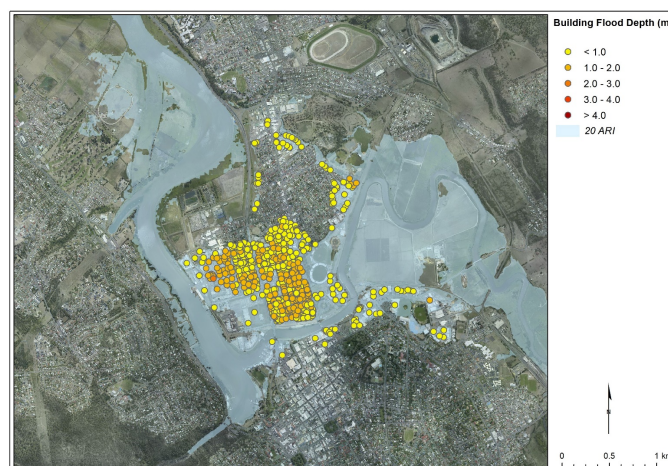 Building Flood Depth (m
< 1.0
1.0 - 2.0
2.0 - 3.0
3.0 - 4.0
> 4.0
20 ARI
N
0 0.5 1 k